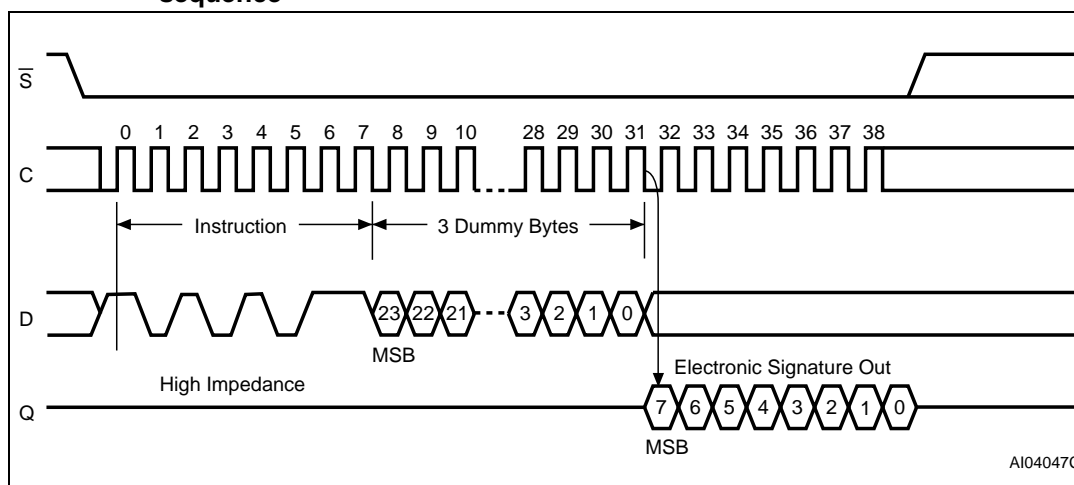 sequence
S
0 1 2 3 4 5 6 7 8 9 10 28 29 30 31 32 33 34 35 36 37 38
C
Instruction 3 Dummy Bytes
D 23 22 21 3 2 1 0
MSB
High Impedance Electronic Signature Out
Q 7 6 5 4 3 2 1 0
MSB
AI04047C